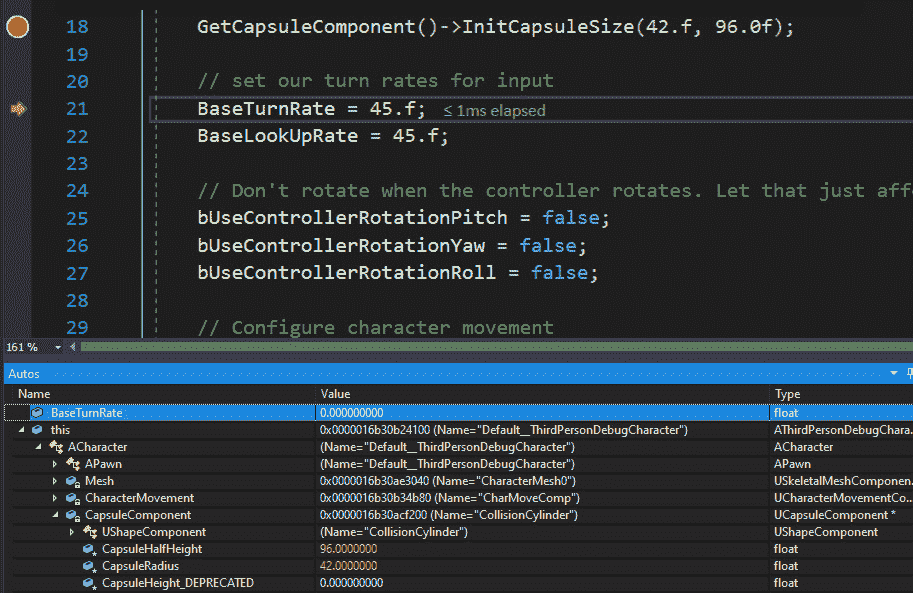 18 GetCapsuleComponent()->InitCapsuleSize(42.f, 96.0f);
19
20 // set our turn rates for input
21 BaseTurnRate = 45.f; ≤ 1ms elapsed
22 BaseLookUpRate = 45.f;
23
24 // Don't rotate when the controller rotates. Let that just aff
25 bUseControllerRotationPitch = false;
26 bUseControllerRotationYaw = false;
27 bUseControllerRotationRoll = false;
28
29 // Configure character movement
161 %
Autos
Name Value Type
BaseTurnRate 0.000000000 float
this 0x0000016b30b24100 (Name="Default__ThirdPersonDebugCharacter") AThirdPersonDebugChara...
ACharacter (Name="Default__ThirdPersonDebugCharacter") ACharacter
APawn (Name="Default__ThirdPersonDebugCharacter") APawn
Mesh 0x0000016b30ae3040 (Name="CharacterMesh0") USkeletalMeshComponen...
CharacterMovement 0x0000016b30b34b80 (Name="CharMoveComp") UCharacterMovementCo...
CapsuleComponent 0x0000016b30acf200 (Name="CollisionCylinder") UCapsuleComponent *
UShapeComponent (Name="CollisionCylinder") UShapeComponent
CapsuleHalfHeight 96.0000000 float
CapsuleRadius 42.0000000 float
CapsuleHeight_DEPRECATED 0.000000000 float